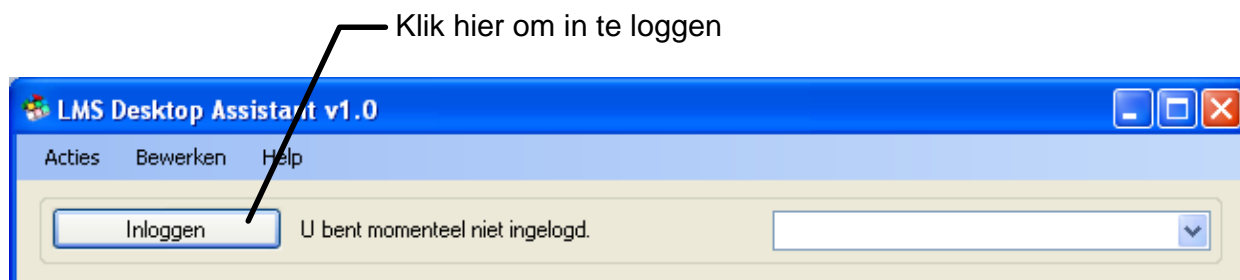 Klik hier om in te loggen
LMS Desktop Assistant v1.0
Acties Bewerken Help
Inloggen U bent momenteel niet ingelogd.